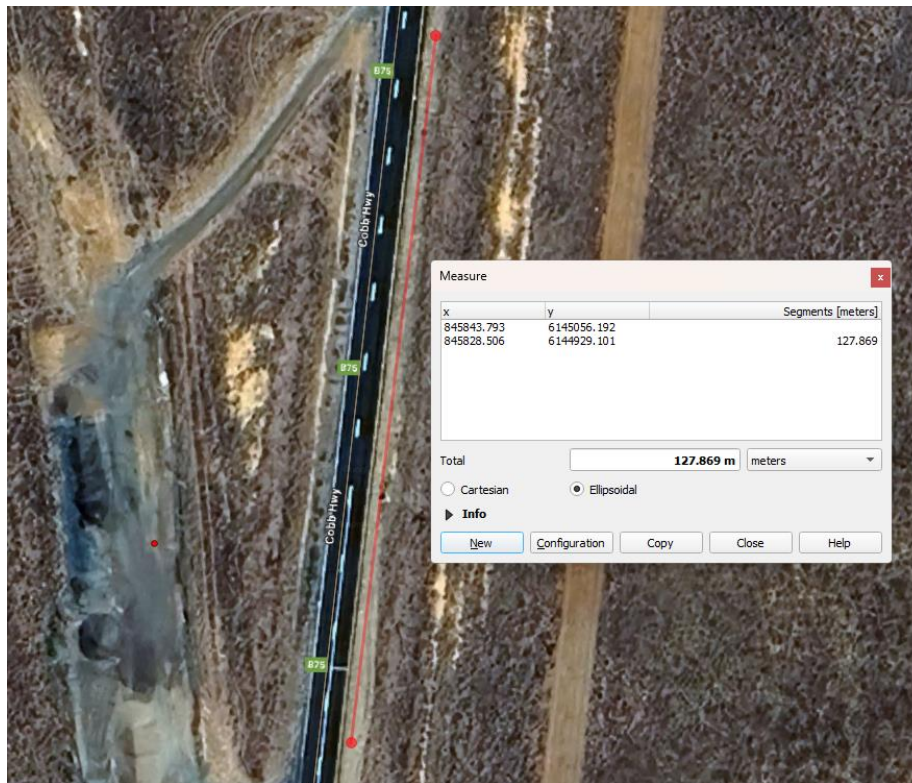 B75
Cobb Hwy
Measure
x
x y Segments [meters]
845843.793 6145056.192
845828.506 6144929.101 127.869
B75
Total 127.869 m meters
Cartesian Ellipsoidal
Cobb Hwy
Info
New Configuration Copy Close Help
B75